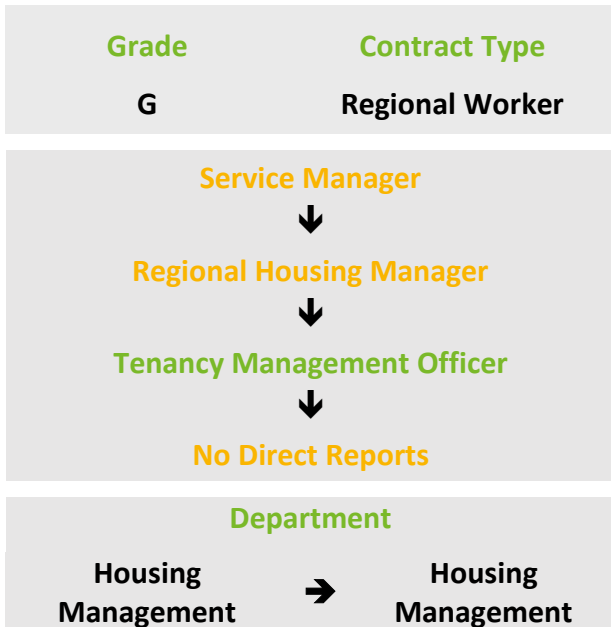 Grade Contract Type
G Regional Worker
Service Manager
↓
Regional Housing Manager
↓
Tenancy Management Officer
↓
No Direct Reports
Department
Housing Management → Housing Management